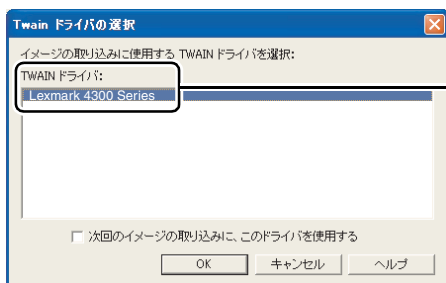 Twain ドライバの選択
イメージの取り込みに使用する TWAIN ドライバを選択:
TWAIN ドライバ:
Lexmark 4300 Series
次回のイメージの取り込みに、このドライバを使用する
OK キャンセル ヘルプ